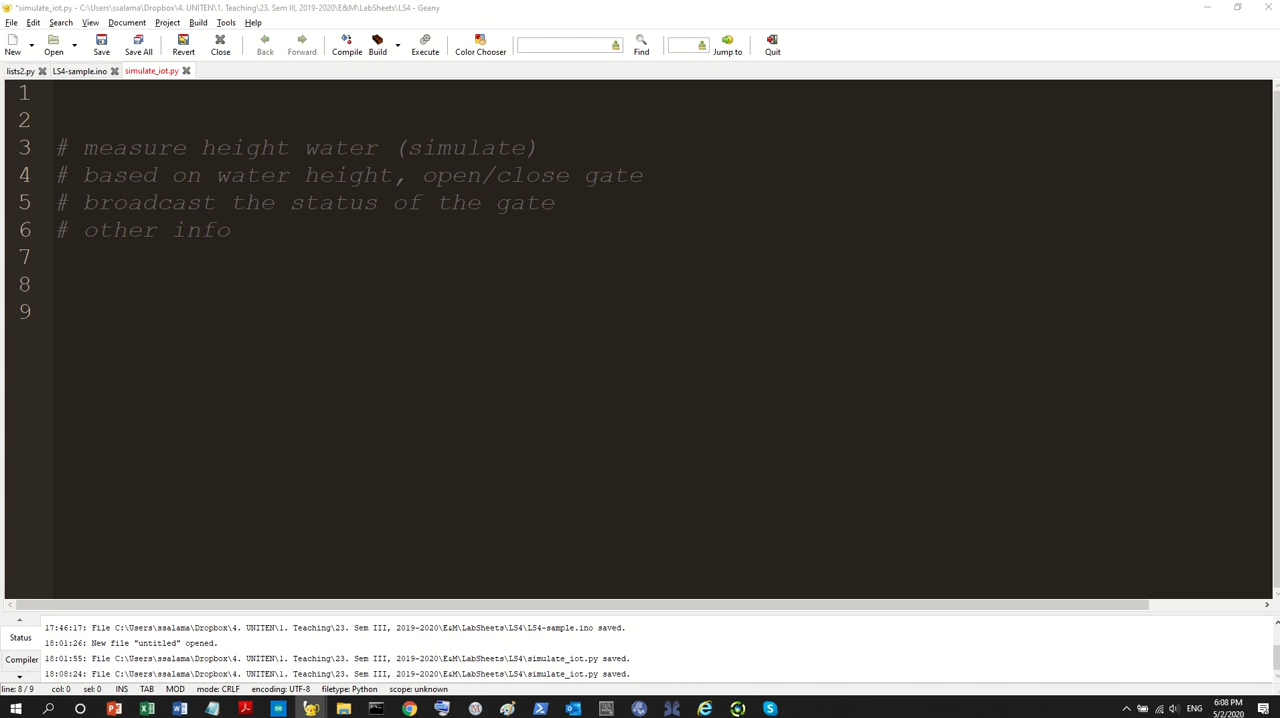 *simulate_iot.py - C:\Users\ssalama\Dropbox\4. UNITEN\1. Teaching\23. Sem III, 2019-2020\E&M\LabSheets\LS4 - Geany
File Edit Search View Document Project Build Tools Help
New Open Save Save All Revert Close Back Forward Compile Build Execute Color Chooser Find Jump to Quit
lists2.py LS4-sample.ino simulate_iot.py
1
2
3 # measure height water (simulate)
4 # based on water height, open/close gate
5 # broadcast the status of the gate
6 # other info
7
8
9
Status
Compiler
17:46:17: File C:\Users\ssalama\Dropbox\4. UNITEN\1. Teaching\23. Sem III, 2019-2020\E&M\LabSheets\LS4\LS4-sample.ino saved.
18:01:26: New file "untitled" opened.
18:01:55: File C:\Users\ssalama\Dropbox\4. UNITEN\1. Teaching\23. Sem III, 2019-2020\E&M\LabSheets\LS4\simulate_iot.py saved.
18:08:24: File C:\Users\ssalama\Dropbox\4. UNITEN\1. Teaching\23. Sem III, 2019-2020\E&M\LabSheets\LS4\simulate_iot.py saved.
line: 8 / 9 col: 0 sel: 0 INS TAB MOD mode: CRLF encoding: UTF-8 filetype: Python scope: unknown
ENG 6:08 PM
5/2/2020